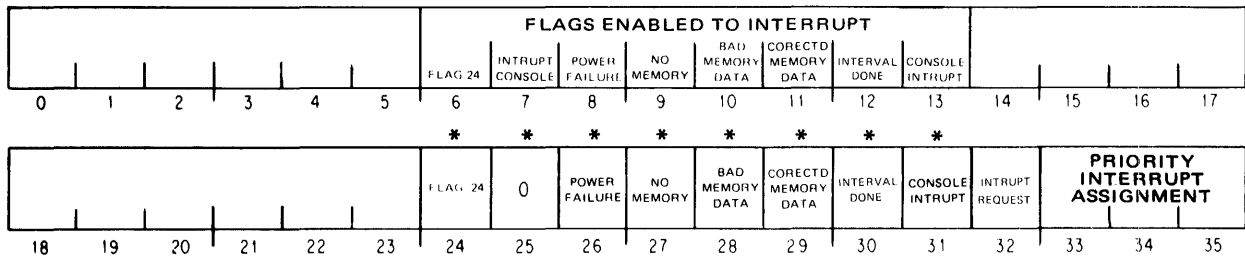 FLAGS ENABLED TO INTERRUPT
FLAG 24 INTRUPT CONSOLE POWER FAILURE NO MEMORY BAD MEMORY DATA CORECTD MEMORY DATA INTERVAL DONE CONSOLE INTRUPT
0 1 2 3 4 5 6 7 8 9 10 11 12 13 14 15 16 17
* * * * * * * *
FLAG 24 0 POWER FAILURE NO MEMORY BAD MEMORY DATA CORECTD MEMORY DATA INTERVAL DONE CONSOLE INTRUPT INTRUPT REQUEST PRIORITY INTERRUPT ASSIGNMENT
18 19 20 21 22 23 24 25 26 27 28 29 30 31 32 33 34 35